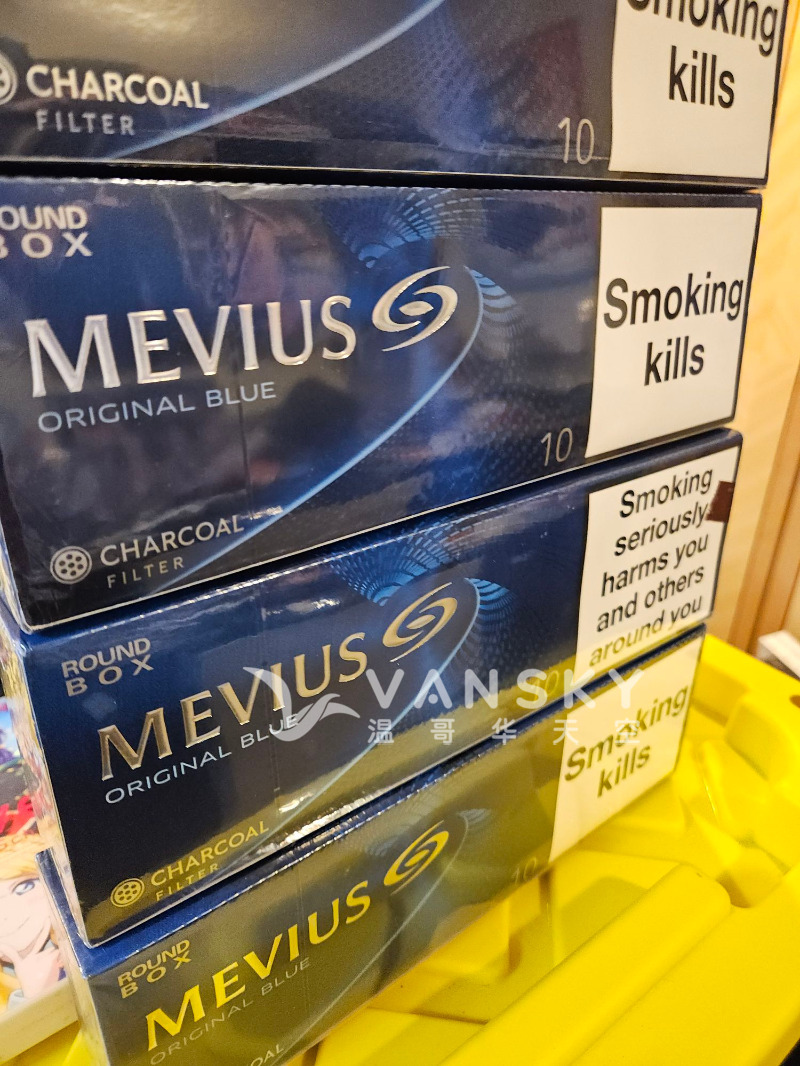 Smoking
kills
CHARCOAL
FILTER
10
ROUND
BOX
MEVIUS
ORIGINAL BLUE
Smoking
kills
10
CHARCOAL
FILTER
ROUND
BOX
MEVIUS
ORIGINAL BLUE
Smoking
seriously
harms you
and others
around you
CHARCOAL
FILTER
VANSKY
温哥华天空
Smoking
kills
10
ROUND
BOX
MEVIUS
ORIGINAL BLUE
CHARCOAL